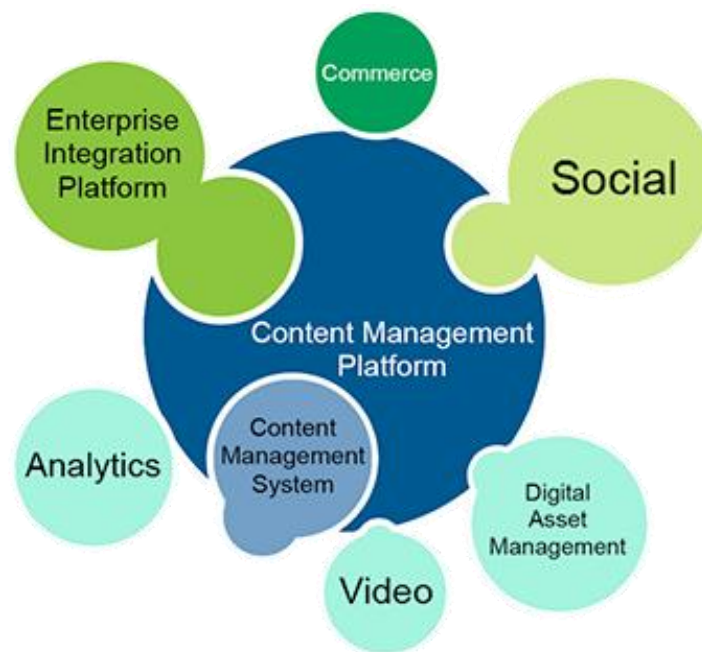 Commerce
Enterprise
Integration
Platform
Social
Content Management
Platform
Analytics
Content
Management
System
Digital
Asset
Management
Video